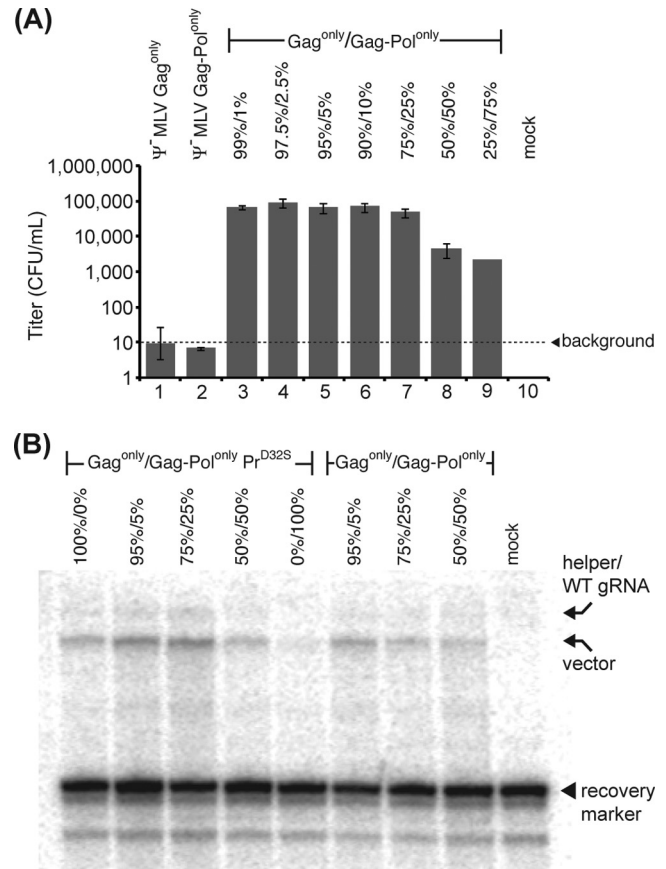 (A)
Gag^only/Gag-Pol^only
Ψ⁻ MLV Gag^only
Ψ⁻ MLV Gag-Pol^only
99%/1%
97.5%/2.5%
95%/5%
90%/10%
75%/25%
50%/50%
25%/75%
mock
Titer (CFU/mL)
1,000,000
100,000
10,000
1,000
100
10
1
background
1 2 3 4 5 6 7 8 9 10
(B)
Gag^only/Gag-Pol^only Pr^D32S
Gag^only/Gag-Pol^only
100%/0%
95%/5%
75%/25%
50%/50%
0%/100%
95%/5%
75%/25%
50%/50%
mock
helper/
WT gRNA
vector
recovery
marker